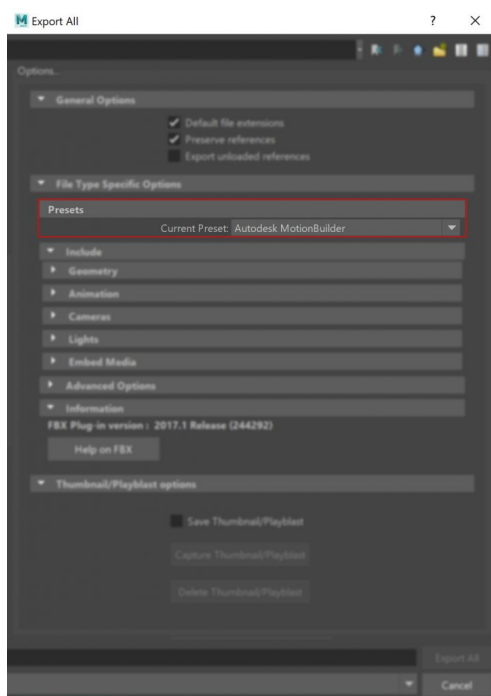 Export All
Options...
General Options
Default file extensions
Preserve references
Export unloaded references
File Type Specific Options
Presets
Current Preset: Autodesk MotionBuilder
Include
Geometry
Animation
Cameras
Lights
Embed Media
Advanced Options
Information
FBX Plug-in version : 2017.1 Release (244292)
Help on FBX
Thumbnail/Playblast options
Save Thumbnail/Playblast
Capture Thumbnail/Playblast
Delete Thumbnail/Playblast
Export All
Cancel